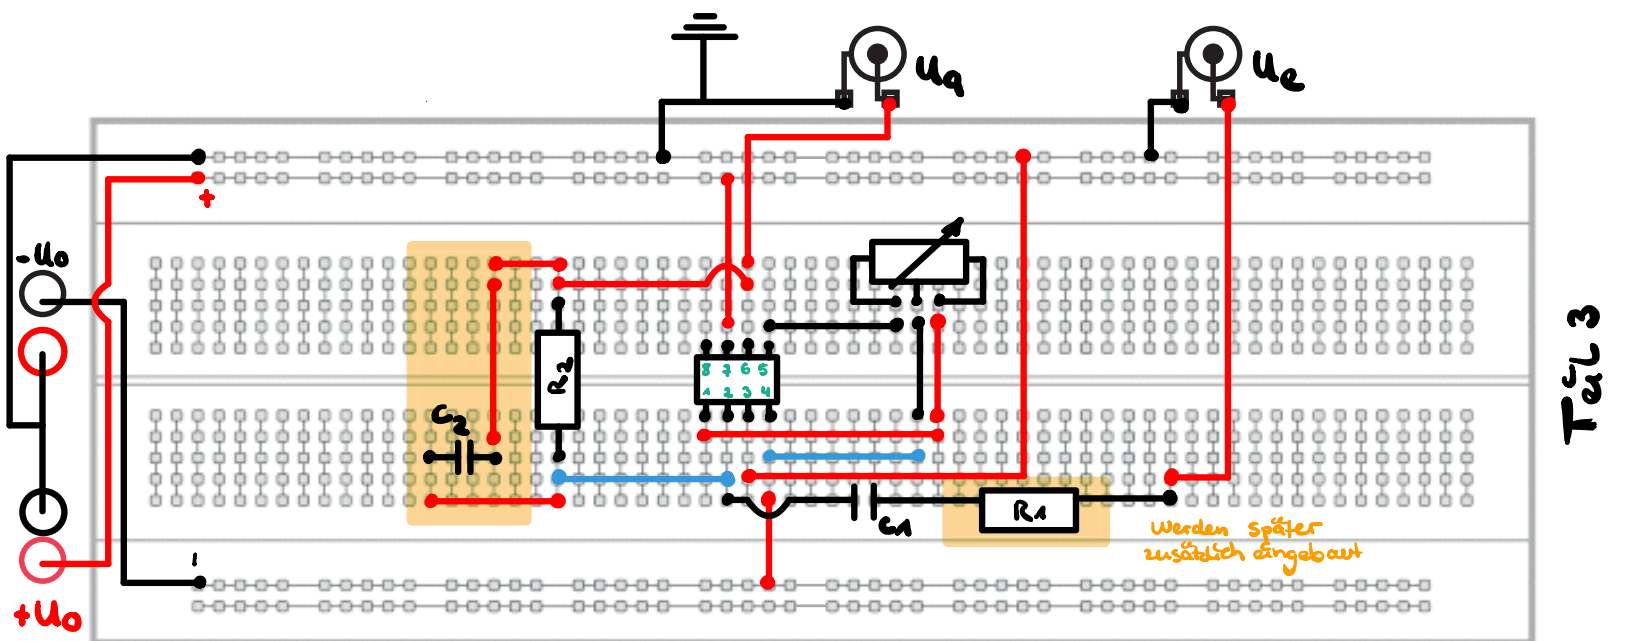 ua
ue
+
-U0
8 7 6 5
1 2 3 4
R2
C2
C1
R1
Werden später
zusätzlich eingebaut
+U0
Teil 3